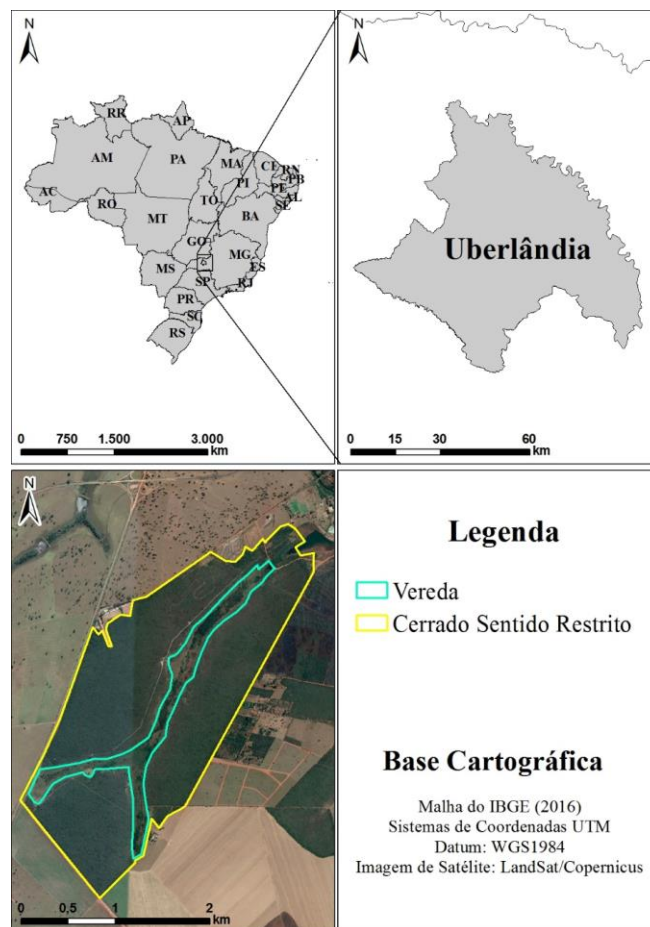 N
RR
AP
AM
PA
MA
CE
RN
PB
PI
PE
AL
SE
AC
RO
TO
MT
BA
GO
MG
ES
MS
SP
RJ
PR
SC
RS
0 750 1.500 3.000
km
N
Uberlândia
0 15 30 60
km
N
0 0,5 1 2
km
Legenda
Vereda
Cerrado Sentido Restrito
Base Cartográfica
Malha do IBGE (2016)
Sistemas de Coordenadas UTM
Datum: WGS1984
Imagem de Satélite: LandSat/Copernicus